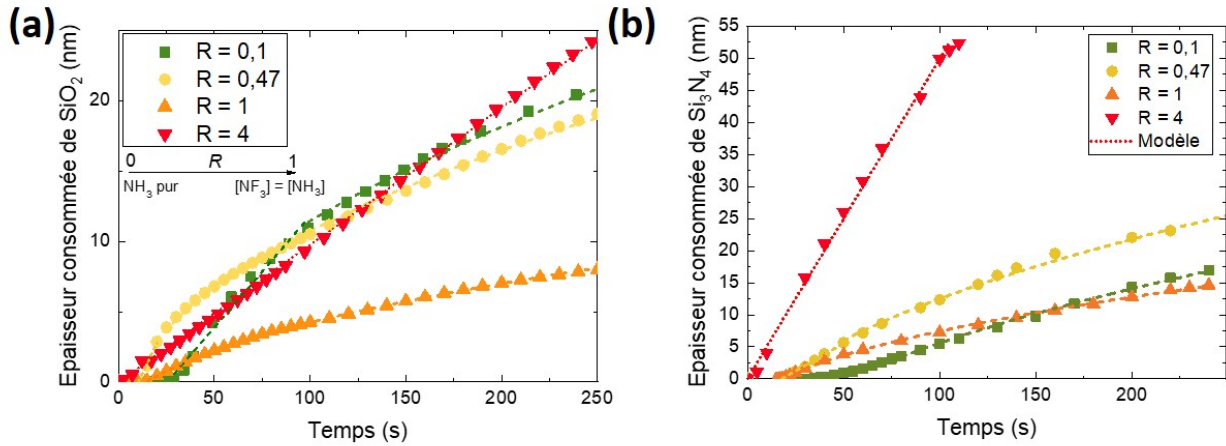 (a)
Epaisseur consommée de SiO2 (nm)
20
10
0
R = 0,1
R = 0,47
R = 1
R = 4
0 R 1
NH3 pur [NF3] = [NH3]
0 50 100 150 200 250
Temps (s)
(b)
Epaisseur consommée de Si3N4 (nm)
55
50
45
40
35
30
25
20
15
10
5
0
R = 0,1
R = 0,47
R = 1
R = 4
Modèle
0 50 100 150 200
Temps (s)